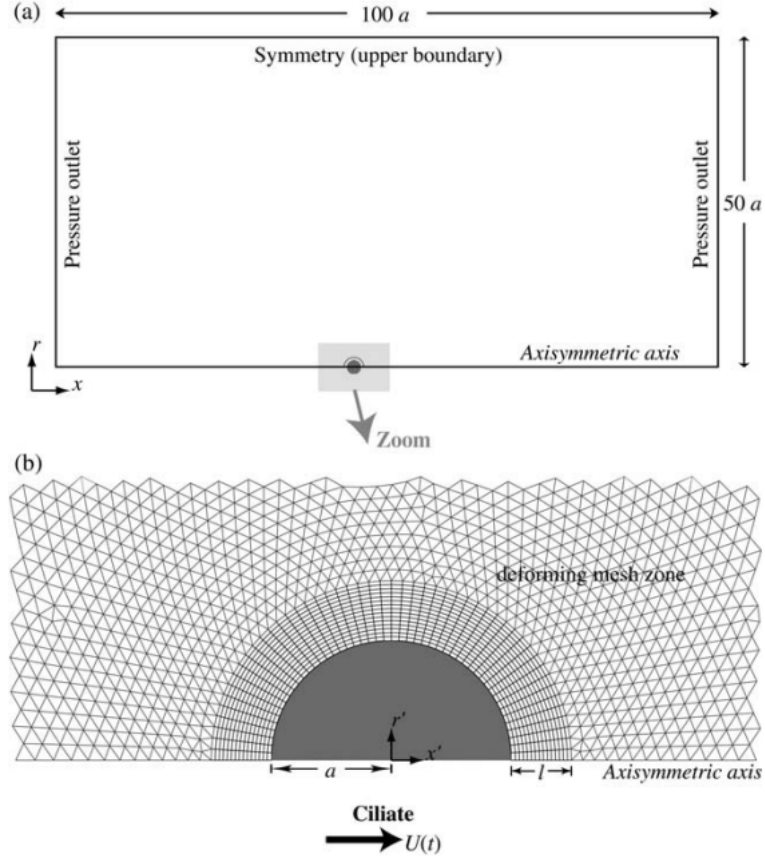 (a)
100 a
Symmetry (upper boundary)
Pressure outlet
Pressure outlet
50 a
Axisymmetric axis
r
x
Zoom
(b)
deforming mesh zone
r'
x'
a
l
Axisymmetric axis
Ciliate
U(t)